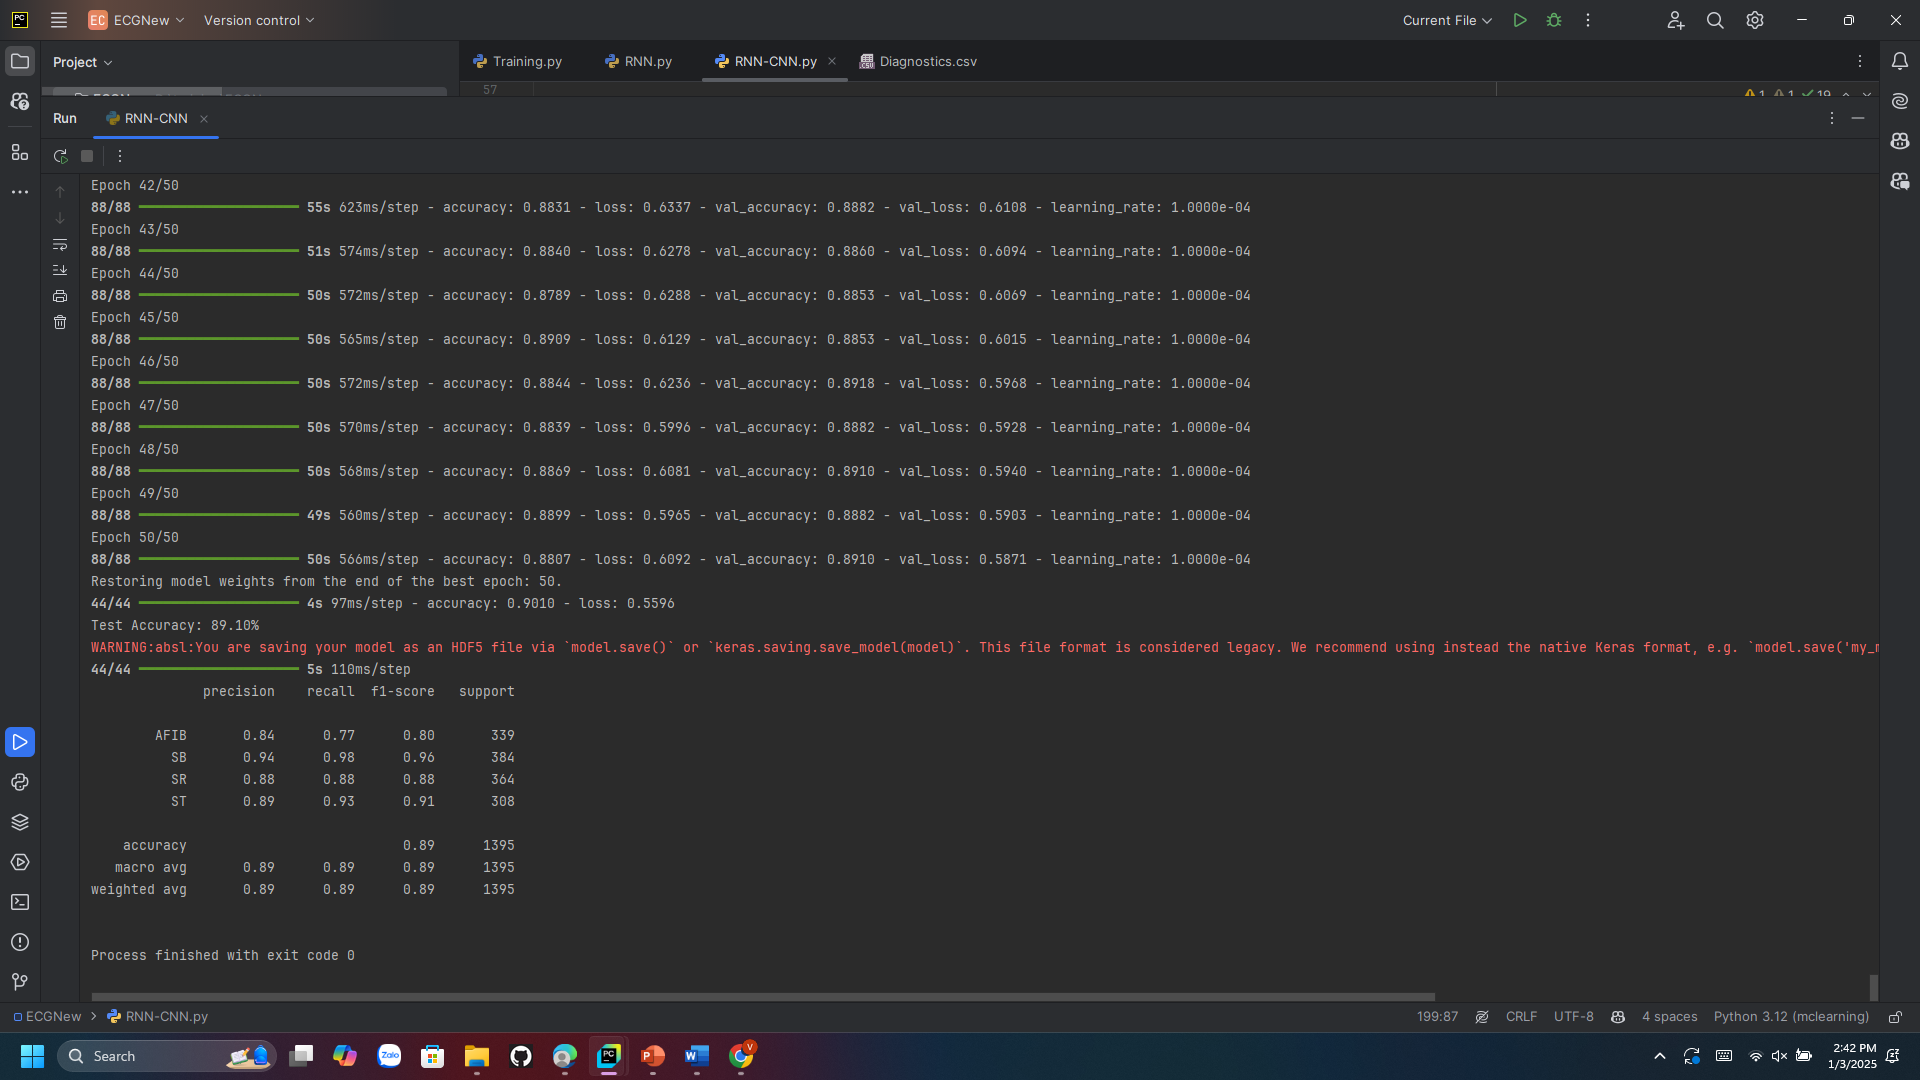 PC
EC ECGNew
Version control
Current File
Project
Training.py
RNN.py
RNN-CNN.py
Diagnostics.csv
57
1 1 19
Run
RNN-CNN
Epoch 42/50
88/88 55s 623ms/step - accuracy: 0.8831 - loss: 0.6337 - val_accuracy: 0.8882 - val_loss: 0.6108 - learning_rate: 1.0000e-04
Epoch 43/50
88/88 51s 574ms/step - accuracy: 0.8840 - loss: 0.6278 - val_accuracy: 0.8860 - val_loss: 0.6094 - learning_rate: 1.0000e-04
Epoch 44/50
88/88 50s 572ms/step - accuracy: 0.8789 - loss: 0.6288 - val_accuracy: 0.8853 - val_loss: 0.6069 - learning_rate: 1.0000e-04
Epoch 45/50
88/88 50s 565ms/step - accuracy: 0.8909 - loss: 0.6129 - val_accuracy: 0.8853 - val_loss: 0.6015 - learning_rate: 1.0000e-04
Epoch 46/50
88/88 50s 572ms/step - accuracy: 0.8844 - loss: 0.6236 - val_accuracy: 0.8918 - val_loss: 0.5968 - learning_rate: 1.0000e-04
Epoch 47/50
88/88 50s 570ms/step - accuracy: 0.8839 - loss: 0.5996 - val_accuracy: 0.8882 - val_loss: 0.5928 - learning_rate: 1.0000e-04
Epoch 48/50
88/88 50s 568ms/step - accuracy: 0.8869 - loss: 0.6081 - val_accuracy: 0.8910 - val_loss: 0.5940 - learning_rate: 1.0000e-04
Epoch 49/50
88/88 49s 560ms/step - accuracy: 0.8899 - loss: 0.5965 - val_accuracy: 0.8882 - val_loss: 0.5903 - learning_rate: 1.0000e-04
Epoch 50/50
88/88 50s 566ms/step - accuracy: 0.8807 - loss: 0.6092 - val_accuracy: 0.8910 - val_loss: 0.5871 - learning_rate: 1.0000e-04
Restoring model weights from the end of the best epoch: 50.
44/44 4s 97ms/step - accuracy: 0.9010 - loss: 0.5596
Test Accuracy: 89.10%
WARNING:absl:You are saving your model as an HDF5 file via `model.save()` or `keras.saving.save_model(model)`. This file format is considered legacy. We recommend using instead the native Keras format, e.g. `model.save('my_m
44/44 5s 110ms/step
precision recall f1-score support
AFIB 0.84 0.77 0.80 339
SB 0.94 0.98 0.96 384
SR 0.88 0.88 0.88 364
ST 0.89 0.93 0.91 308
accuracy 0.89 1395
macro avg 0.89 0.89 0.89 1395
weighted avg 0.89 0.89 0.89 1395
Process finished with exit code 0
ECGNew > RNN-CNN.py
199:87
CRLF
UTF-8
4 spaces
Python 3.12 (mclearning)
Search
Zalo
PC
P
W
V
2:42 PM
1/3/2025